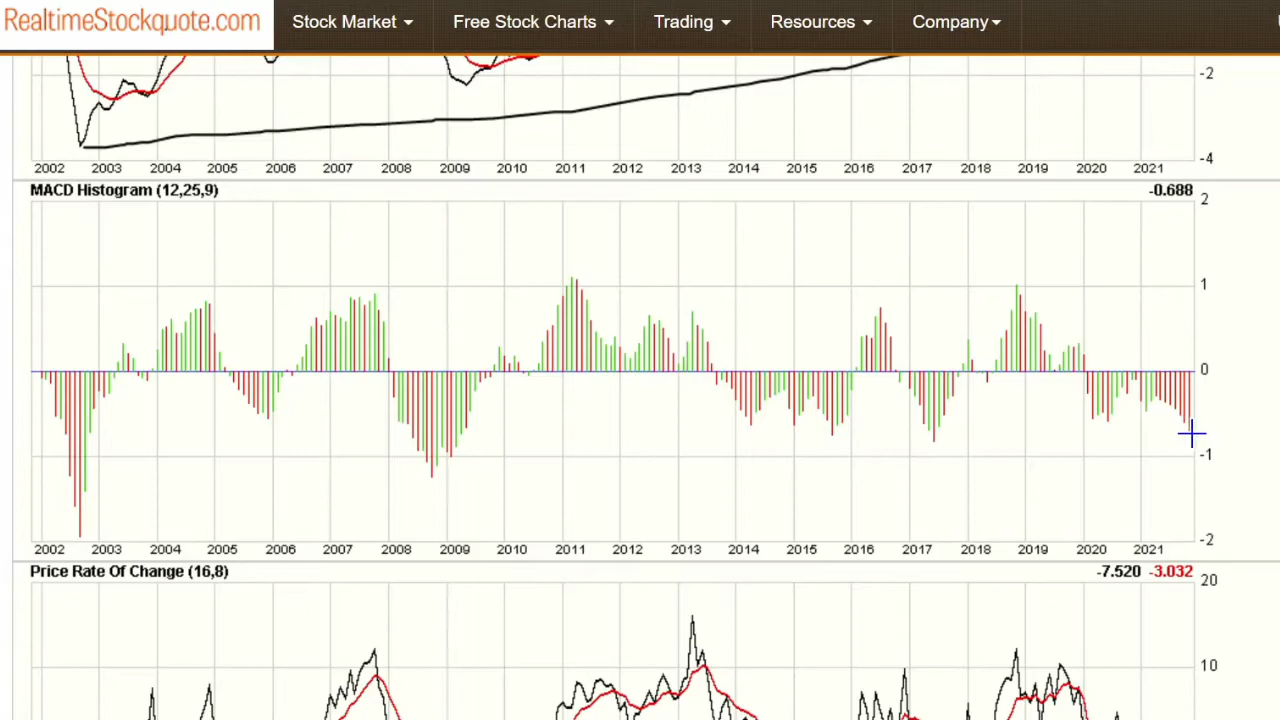 RealtimeStockquote.com Stock Market Free Stock Charts Trading Resources Company
-2
-4
2002 2003 2004 2005 2006 2007 2008 2009 2010 2011 2012 2013 2014 2015 2016 2017 2018 2019 2020 2021
MACD Histogram (12,25,9) -0.688
2
1
0
-1
-2
2002 2003 2004 2005 2006 2007 2008 2009 2010 2011 2012 2013 2014 2015 2016 2017 2018 2019 2020 2021
Price Rate Of Change (16,8) -7.520 -3.032
20
10